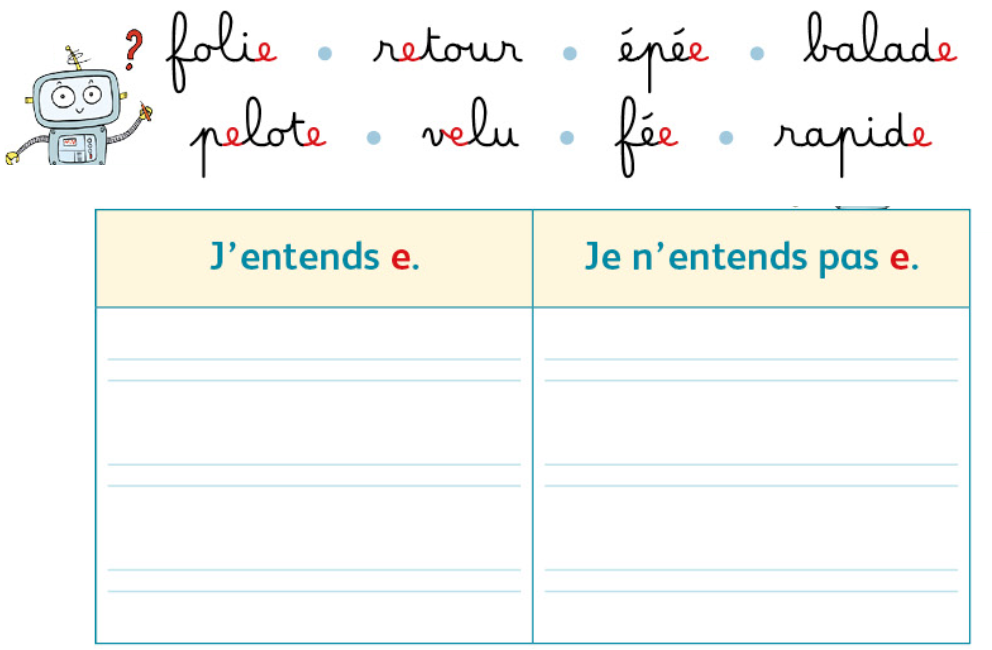 ? folie • retour • épée • balade
pelote • velu • fée • rapide
J'entends e. Je n'entends pas e.